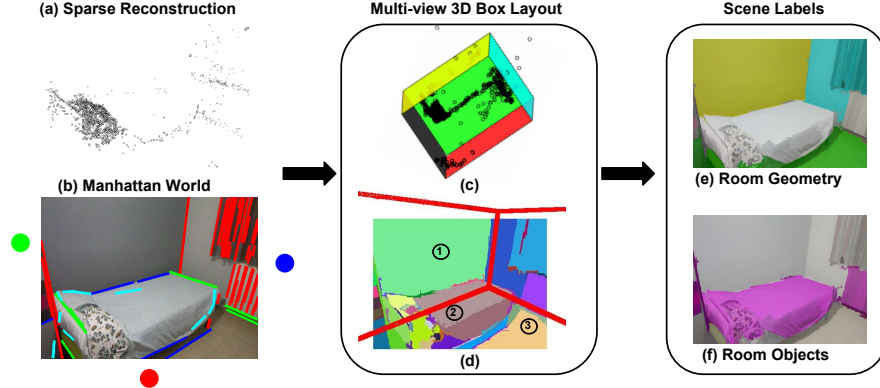 (a) Sparse Reconstruction
(b) Manhattan World
Multi-view 3D Box Layout
(c)
1
2
3
(d)
Scene Labels
(e) Room Geometry
(f) Room Objects